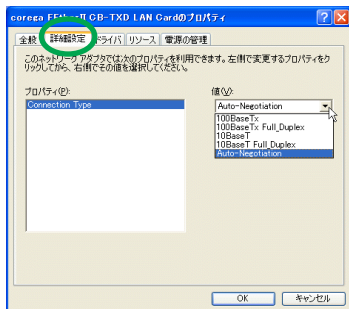 corega FEtherII CB-TXD LAN Cardのプロパティ
全般 詳細設定 ドライバ リソース 電源の管理
このネットワーク アダプタでは次のプロパティを利用できます。左側で変更するプロパティをク
リックしてから、右側でその値を選択してください。
プロパティ(P):
Connection Type
値(V):
Auto-Negotiation
100BaseTx
100BaseTx Full_Duplex
10BaseT
10BaseT Full_Duplex
Auto-Negotiation
OK キャンセル